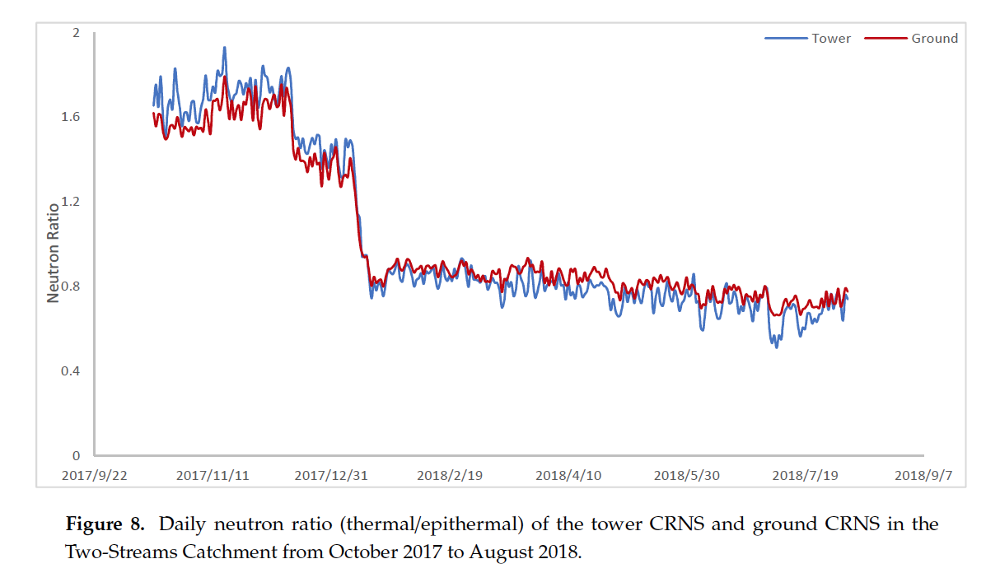 2
Tower Ground
1.6
1.2
Neutron Ratio
0.8
0.4
0
2017/9/22 2017/11/11 2017/12/31 2018/2/19 2018/4/10 2018/5/30 2018/7/19 2018/9/7
Figure 8. Daily neutron ratio (thermal/epithermal) of the tower CRNS and ground CRNS in the
Two-Streams Catchment from October 2017 to August 2018.